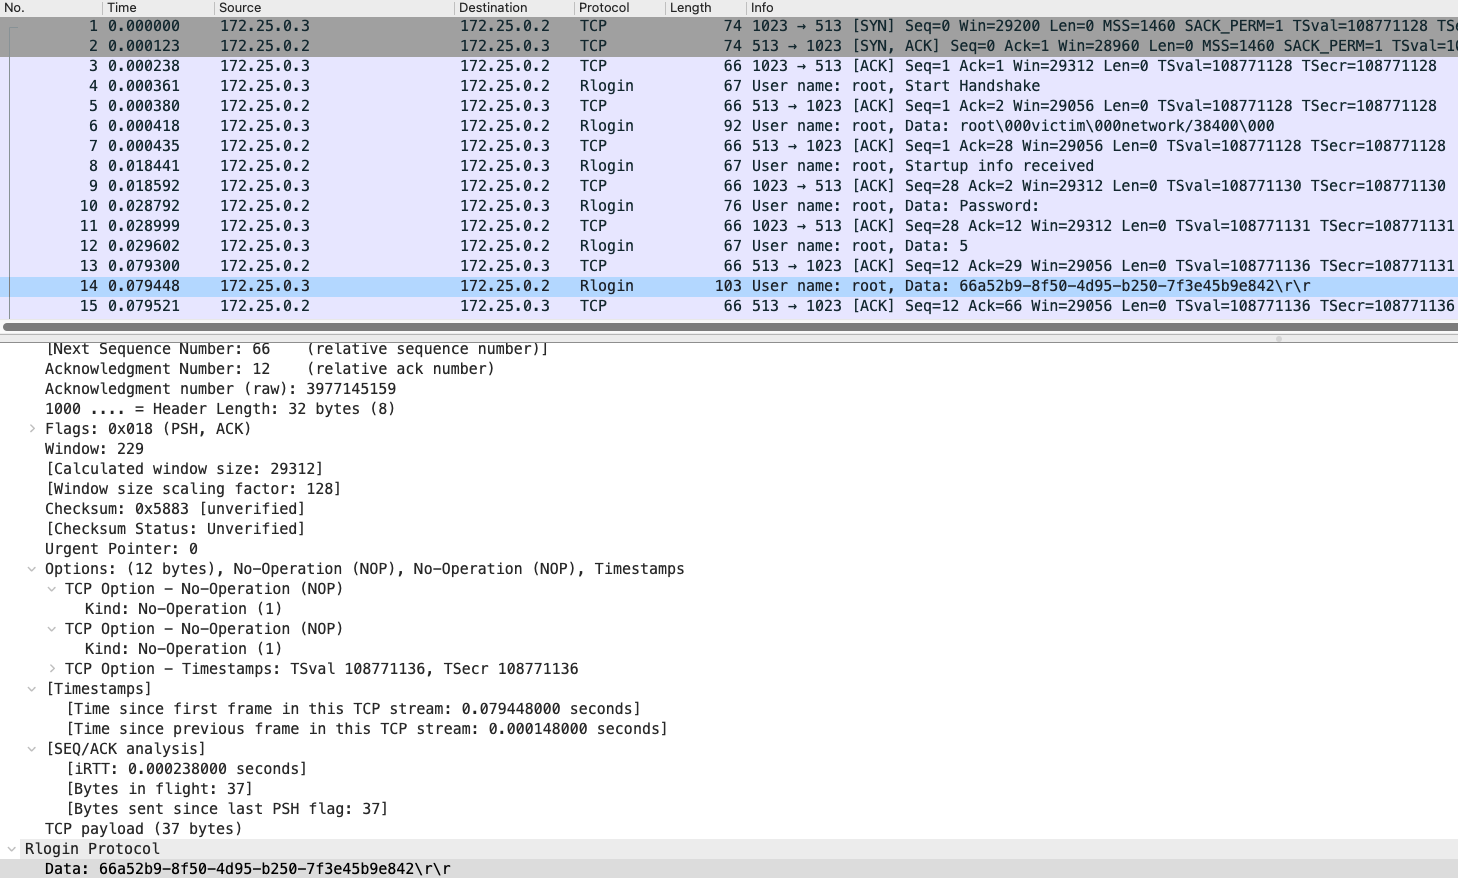 No. Time Source Destination Protocol Length Info
1 0.000000 172.25.0.3 172.25.0.2 TCP 74 1023 → 513 [SYN] Seq=0 Win=29200 Len=0 MSS=1460 SACK_PERM=1 TSval=108771128 TSe
2 0.000123 172.25.0.2 172.25.0.3 TCP 74 513 → 1023 [SYN, ACK] Seq=0 Ack=1 Win=28960 Len=0 MSS=1460 SACK_PERM=1 TSval=10
3 0.000238 172.25.0.3 172.25.0.2 TCP 66 1023 → 513 [ACK] Seq=1 Ack=1 Win=29312 Len=0 TSval=108771128 TSecr=108771128
4 0.000361 172.25.0.3 172.25.0.2 Rlogin 67 User name: root, Start Handshake
5 0.000380 172.25.0.2 172.25.0.3 TCP 66 513 → 1023 [ACK] Seq=1 Ack=2 Win=29056 Len=0 TSval=108771128 TSecr=108771128
6 0.000418 172.25.0.3 172.25.0.2 Rlogin 92 User name: root, Data: root\000victim\000network/38400\000
7 0.000435 172.25.0.2 172.25.0.3 TCP 66 513 → 1023 [ACK] Seq=1 Ack=28 Win=29056 Len=0 TSval=108771128 TSecr=108771128
8 0.018441 172.25.0.2 172.25.0.3 Rlogin 67 User name: root, Startup info received
9 0.018592 172.25.0.3 172.25.0.2 TCP 66 1023 → 513 [ACK] Seq=28 Ack=2 Win=29312 Len=0 TSval=108771130 TSecr=108771130
10 0.028792 172.25.0.2 172.25.0.3 Rlogin 76 User name: root, Data: Password:
11 0.028999 172.25.0.3 172.25.0.2 TCP 66 1023 → 513 [ACK] Seq=28 Ack=12 Win=29312 Len=0 TSval=108771131 TSecr=108771131
12 0.029602 172.25.0.3 172.25.0.2 Rlogin 67 User name: root, Data: 5
13 0.079300 172.25.0.2 172.25.0.3 TCP 66 513 → 1023 [ACK] Seq=12 Ack=29 Win=29056 Len=0 TSval=108771136 TSecr=108771131
14 0.079448 172.25.0.3 172.25.0.2 Rlogin 103 User name: root, Data: 66a52b9-8f50-4d95-b250-7f3e45b9e842\r\r
15 0.079521 172.25.0.2 172.25.0.3 TCP 66 513 → 1023 [ACK] Seq=12 Ack=66 Win=29056 Len=0 TSval=108771136 TSecr=108771136
[Next Sequence Number: 66 (relative sequence number)]
Acknowledgment Number: 12 (relative ack number)
Acknowledgment number (raw): 3977145159
1000 .... = Header Length: 32 bytes (8)
Flags: 0x018 (PSH, ACK)
Window: 229
[Calculated window size: 29312]
[Window size scaling factor: 128]
Checksum: 0x5883 [unverified]
[Checksum Status: Unverified]
Urgent Pointer: 0
Options: (12 bytes), No-Operation (NOP), No-Operation (NOP), Timestamps
TCP Option – No-Operation (NOP)
Kind: No-Operation (1)
TCP Option – No-Operation (NOP)
Kind: No-Operation (1)
TCP Option – Timestamps: TSval 108771136, TSecr 108771136
[Timestamps]
[Time since first frame in this TCP stream: 0.079448000 seconds]
[Time since previous frame in this TCP stream: 0.000148000 seconds]
[SEQ/ACK analysis]
[iRTT: 0.000238000 seconds]
[Bytes in flight: 37]
[Bytes sent since last PSH flag: 37]
TCP payload (37 bytes)
Rlogin Protocol
Data: 66a52b9-8f50-4d95-b250-7f3e45b9e842\r\r